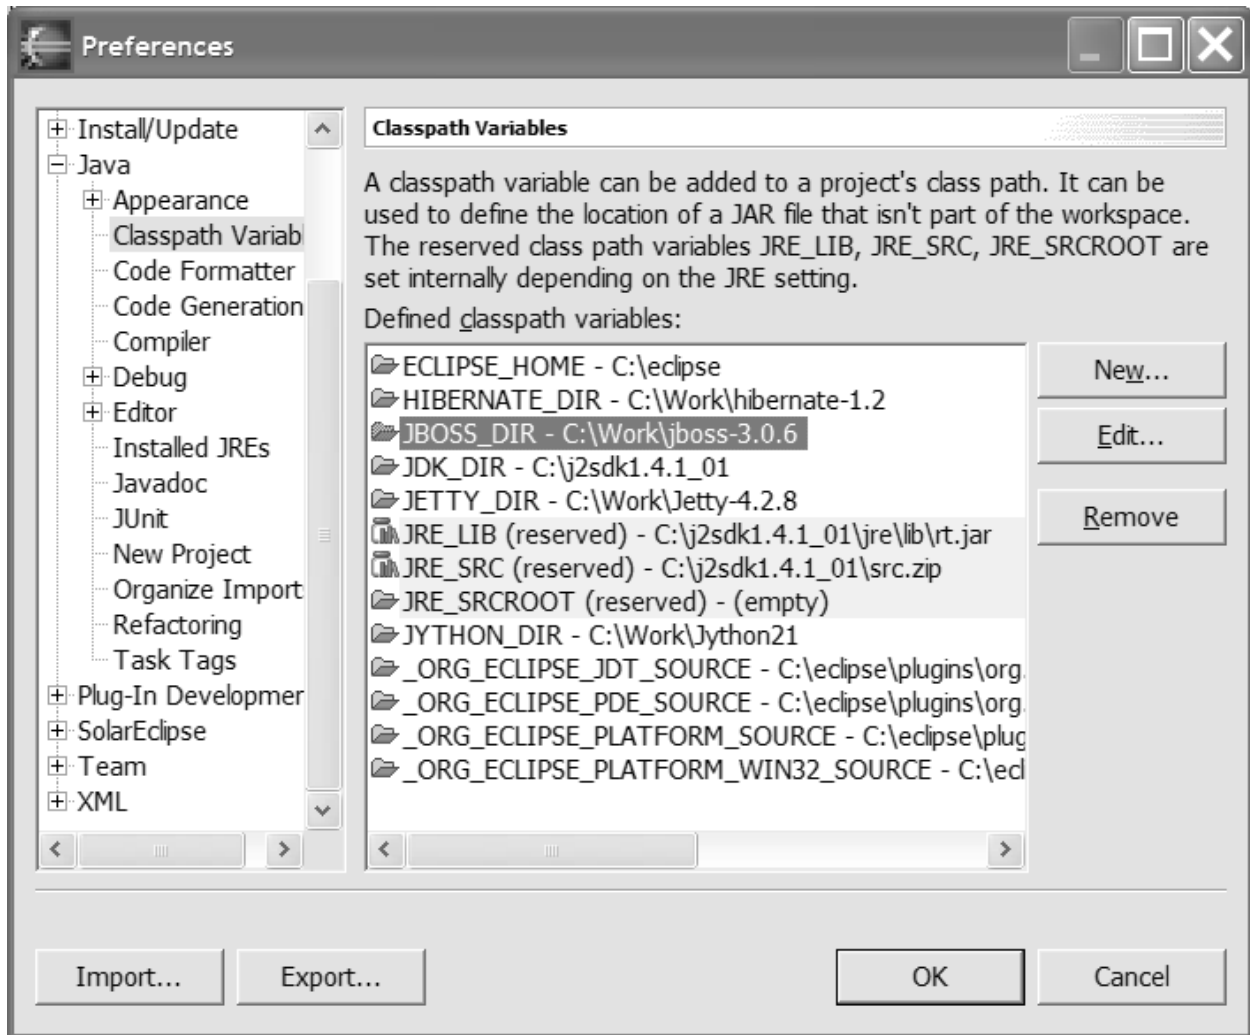 Preferences
Install/Update
Java
Appearance
Classpath Variabl
Code Formatter
Code Generation
Compiler
Debug
Editor
Installed JREs
Javadoc
JUnit
New Project
Organize Import
Refactoring
Task Tags
Plug-In Developmer
SolarEclipse
Team
XML
Classpath Variables
A classpath variable can be added to a project's class path. It can be
used to define the location of a JAR file that isn't part of the workspace.
The reserved class path variables JRE_LIB, JRE_SRC, JRE_SRCROOT are
set internally depending on the JRE setting.
Defined classpath variables:
ECLIPSE_HOME - C:\eclipse
HIBERNATE_DIR - C:\Work\hibernate-1.2
JBOSS_DIR - C:\Work\jboss-3.0.6
JDK_DIR - C:\j2sdk1.4.1_01
JETTY_DIR - C:\Work\Jetty-4.2.8
JRE_LIB (reserved) - C:\j2sdk1.4.1_01\jre\lib\rt.jar
JRE_SRC (reserved) - C:\j2sdk1.4.1_01\src.zip
JRE_SRCROOT (reserved) - (empty)
JYTHON_DIR - C:\Work\Jython21
_ORG_ECLIPSE_JDT_SOURCE - C:\eclipse\plugins\org.
_ORG_ECLIPSE_PDE_SOURCE - C:\eclipse\plugins\org.
_ORG_ECLIPSE_PLATFORM_SOURCE - C:\eclipse\plug
_ORG_ECLIPSE_PLATFORM_WIN32_SOURCE - C:\ecl
New...
Edit...
Remove
Import...
Export...
OK
Cancel